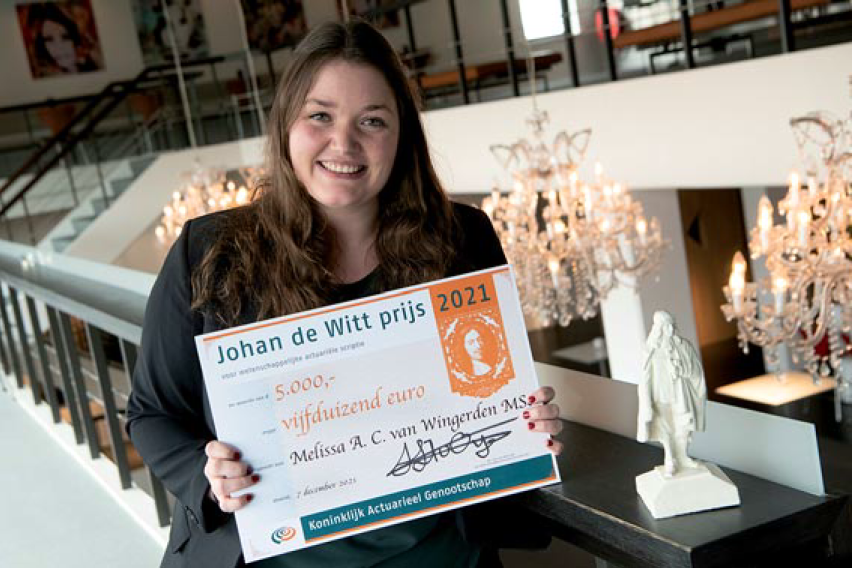 Johan de Witt prijs 2021
voor wetenschappelijke actuariële scriptie
5.000,-
vijfduizend euro
Melissa A. C. van Wingerden MSc
7 december 2021
Koninklijk Actuarieel Genootschap